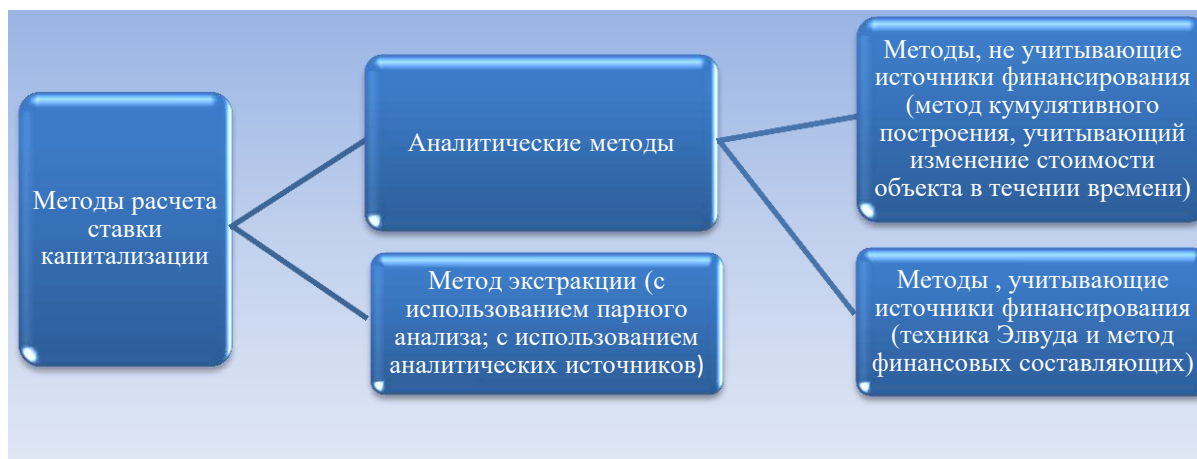 Методы расчета
ставки
капитализации
Аналитические методы
Метод экстракции (с
использованием парного
анализа; с использованием
аналитических источников)
Методы, не учитывающие
источники финансирования
(метод кумулятивного
построения, учитывающий
изменение стоимости
объекта в течении времени)
Методы , учитывающие
источники финансирования
(техника Элвуда и метод
финансовых составляющих)